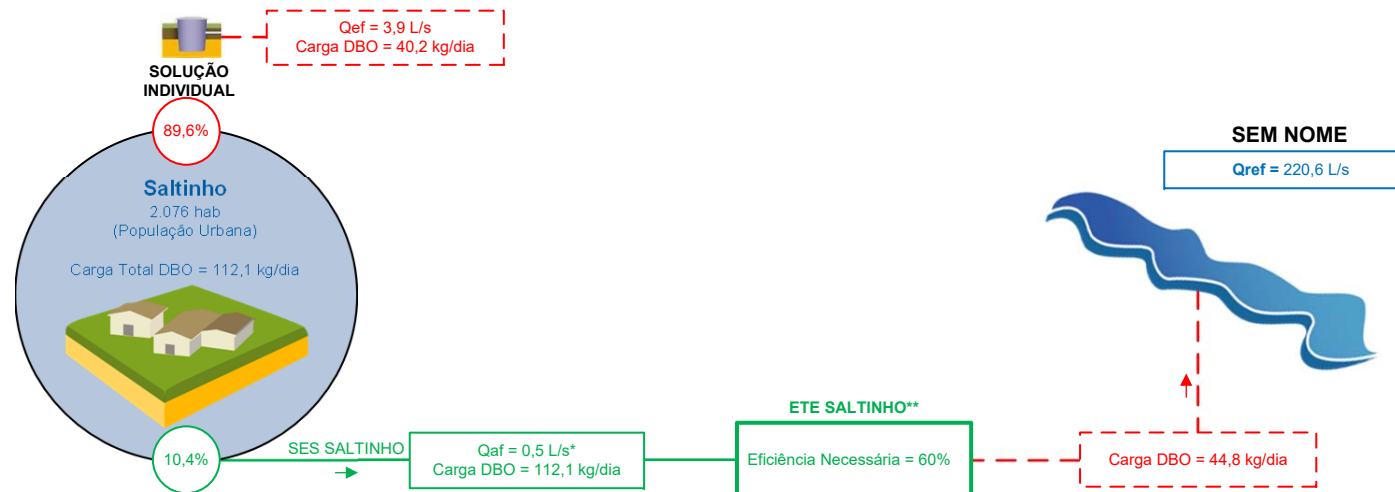 Qef = 3,9 L/s
Carga DBO = 40,2 kg/dia
SOLUÇÃO
INDIVIDUAL
89,6%
Saltinho
2.076 hab
(População Urbana)
Carga Total DBO = 112,1 kg/dia
10,4%
SES SALTINHO
Qaf = 0,5 L/s*
Carga DBO = 112,1 kg/dia
ETE SALTINHO**
Eficiência Necessária = 60%
Carga DBO = 44,8 kg/dia
SEM NOME
Qref = 220,6 L/s